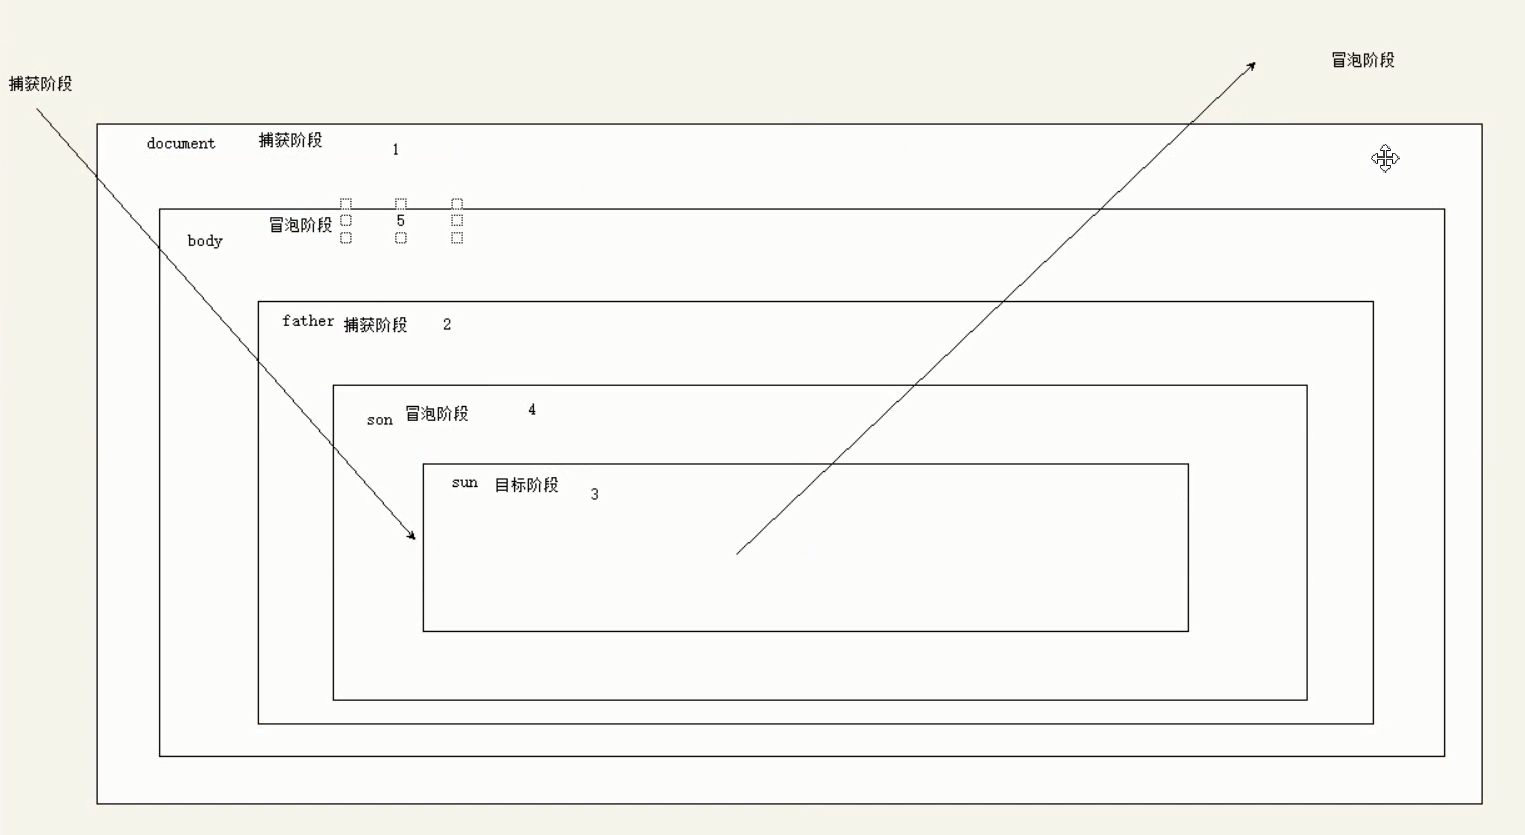 冒泡阶段
捕获阶段
document 捕获阶段 1
冒泡阶段 5
body
father 捕获阶段 2
son 冒泡阶段 4
sun 目标阶段 3